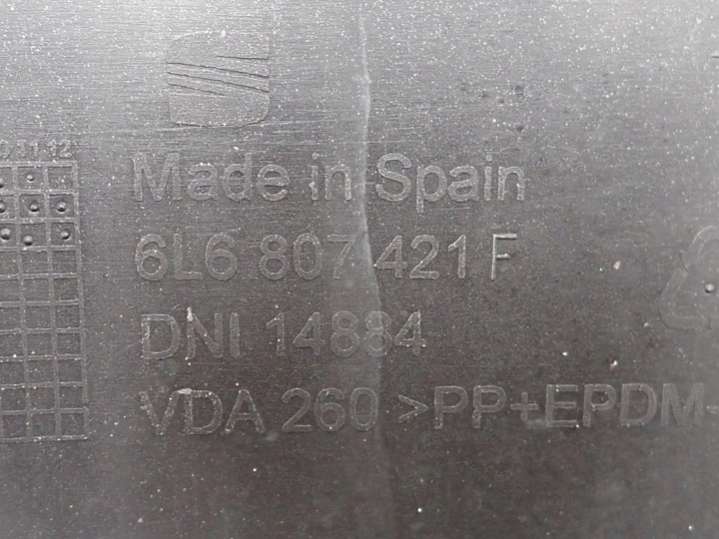 Made in Spain
6L6 807 421 F
DNI 14884
VDA 260 >PP+EPDM-